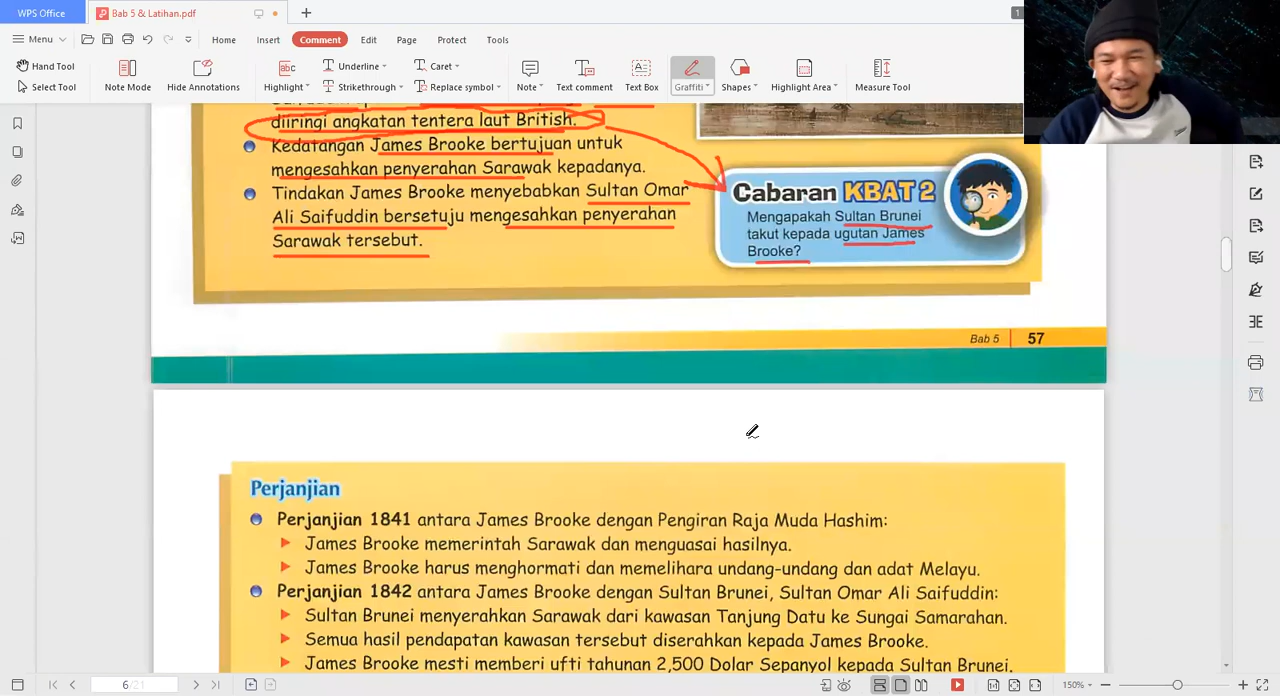 WPS Office
Bab 5 & Latihan.pdf
1
Menu
Home
Insert
Comment
Edit
Page
Protect
Tools
Hand Tool
Select Tool
Note Mode
Hide Annotations
abc
Highlight
Underline
Strikethrough
Caret
Replace symbol
Note
Text comment
Text Box
Graffiti
Shapes
Highlight Area
Measure Tool
diiringi angkatan tentera laut British.
Kedatangan James Brooke bertujuan untuk
mengesahkan penyerahan Sarawak kepadanya.
Tindakan James Brooke menyebabkan Sultan Omar
Ali Saifuddin bersetuju mengesahkan penyerahan
Sarawak tersebut.
Cabaran KBAT 2
Mengapakah Sultan Brunei
takut kepada ugutan James
Brooke?
Bab 5
57
Perjanjian
Perjanjian 1841 antara James Brooke dengan Pengiran Raja Muda Hashim:
James Brooke memerintah Sarawak dan menguasai hasilnya.
James Brooke harus menghormati dan memelihara undang-undang dan adat Melayu.
Perjanjian 1842 antara James Brooke dengan Sultan Brunei, Sultan Omar Ali Saifuddin:
Sultan Brunei menyerahkan Sarawak dari kawasan Tanjung Datu ke Sungai Samarahan.
Semua hasil pendapatan kawasan tersebut diserahkan kepada James Brooke.
James Brooke mesti memberi ufti tahunan 2,500 Dolar Sepanyol kepada Sultan Brunei.
6/21
150%